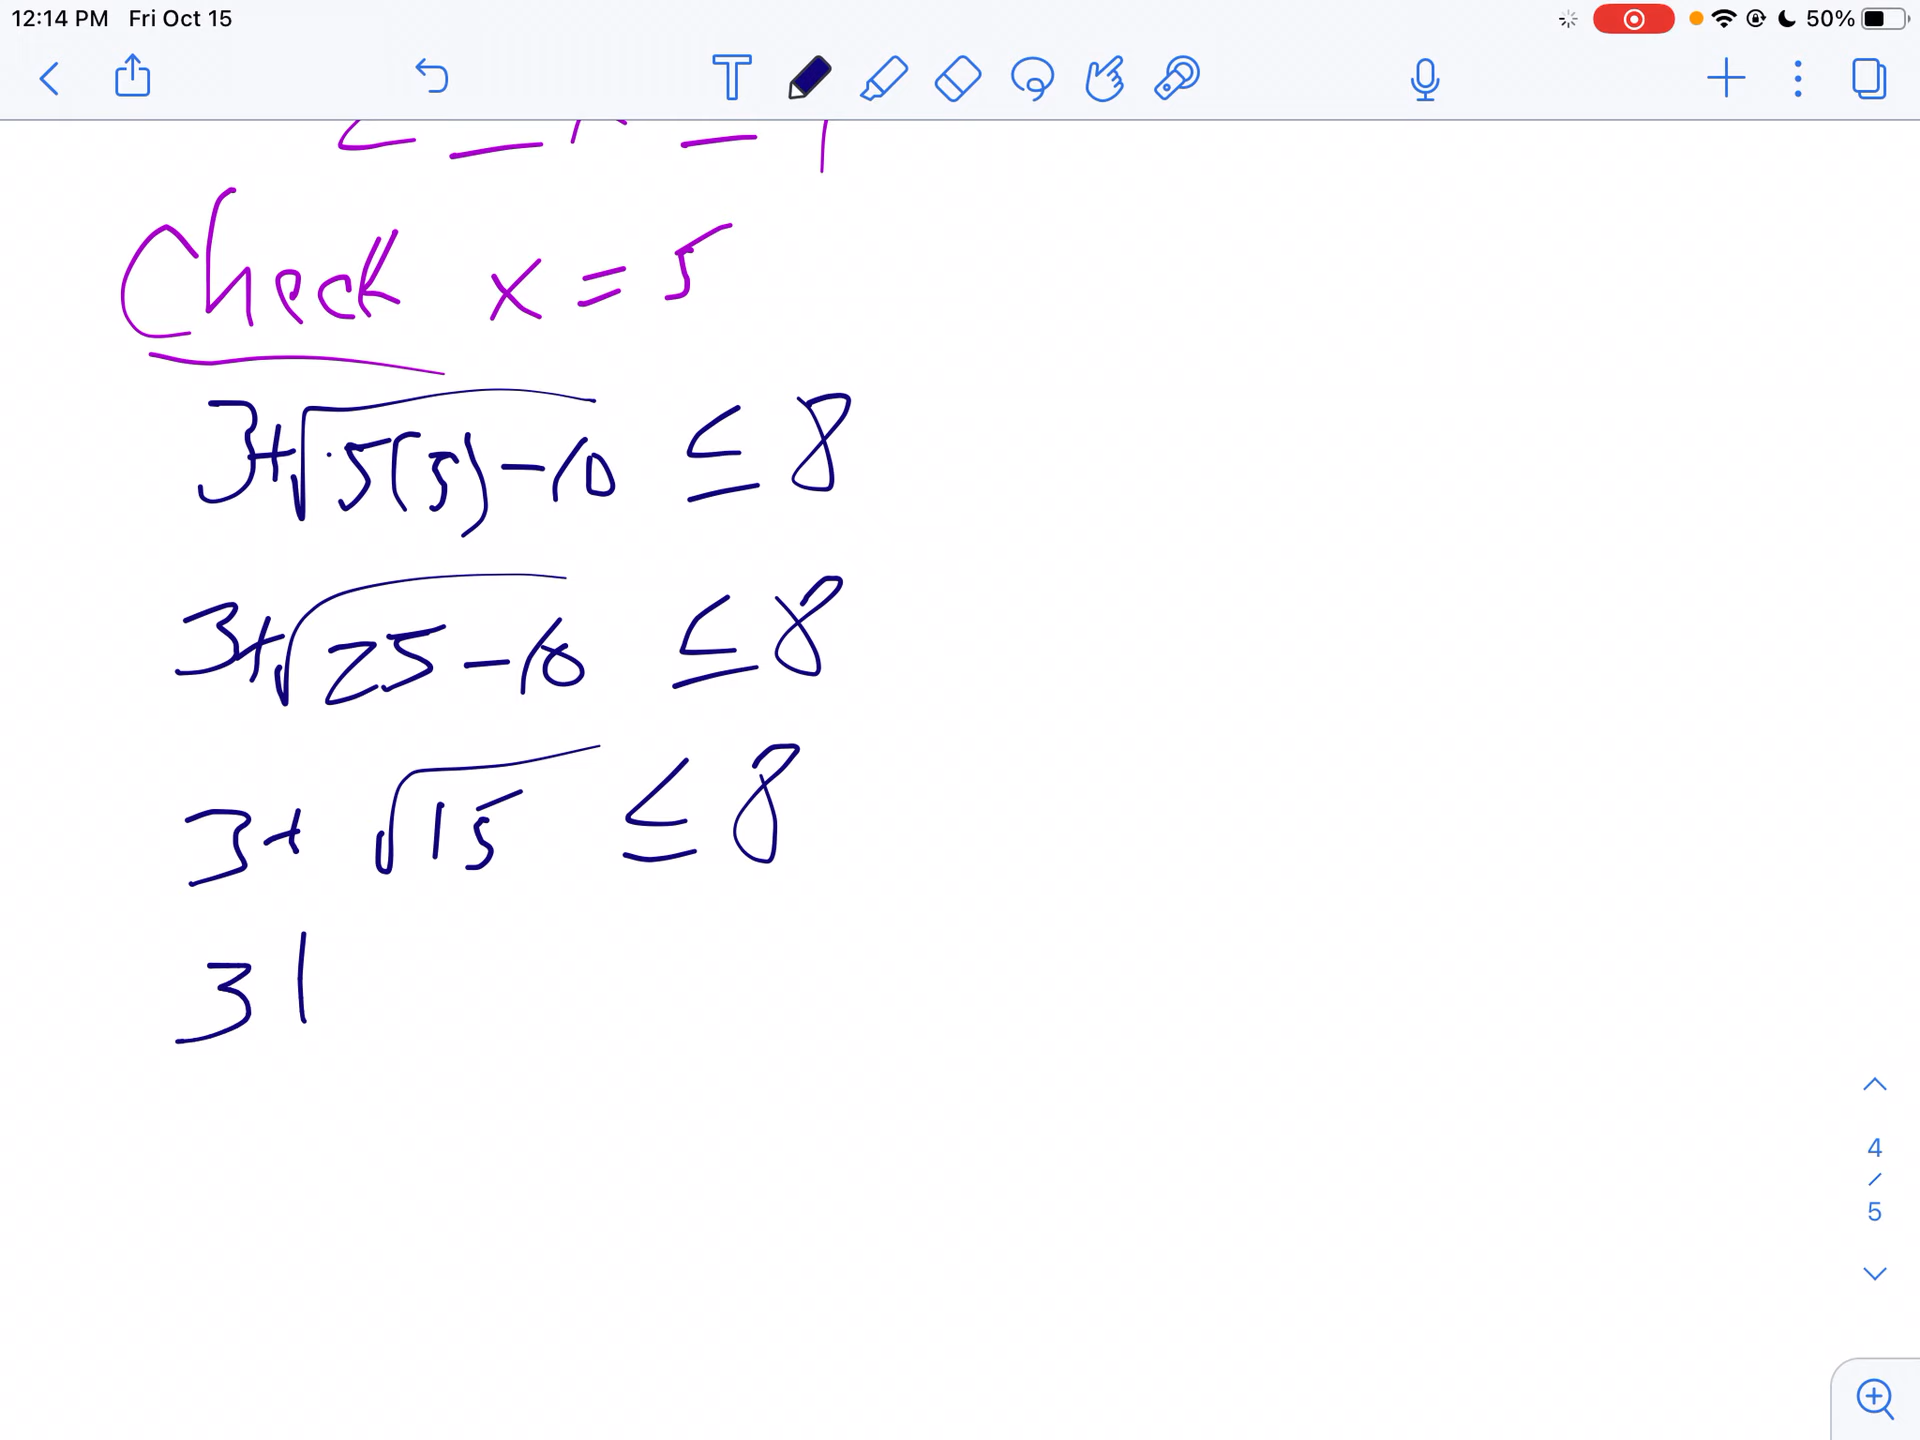 12:14 PM Fri Oct 15 50%
T
Check x = 5
3+√5(5)-10 ≤ 8
3+√25-10 ≤ 8
3+ √15 ≤ 8
3 |
4
/
5